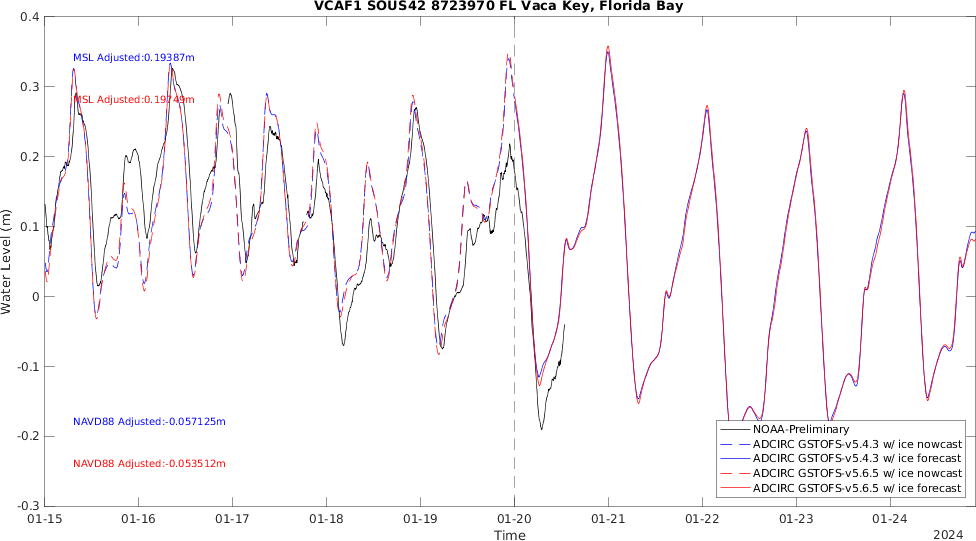 VCAF1 SOUS42 8723970 FL Vaca Key, Florida Bay
0.4
0.3
0.2
0.1
0
-0.1
-0.2
-0.3
Water Level (m)
MSL Adjusted:0.19387m
MSL Adjusted:0.19749m
NAVD88 Adjusted:-0.057125m
NAVD88 Adjusted:-0.053512m
NOAA-Preliminary
ADCIRC GSTOFS-v5.4.3 w/ ice nowcast
ADCIRC GSTOFS-v5.4.3 w/ ice forecast
ADCIRC GSTOFS-v5.6.5 w/ ice nowcast
ADCIRC GSTOFS-v5.6.5 w/ ice forecast
01-15 01-16 01-17 01-18 01-19 01-20 01-21 01-22 01-23 01-24
Time
2024